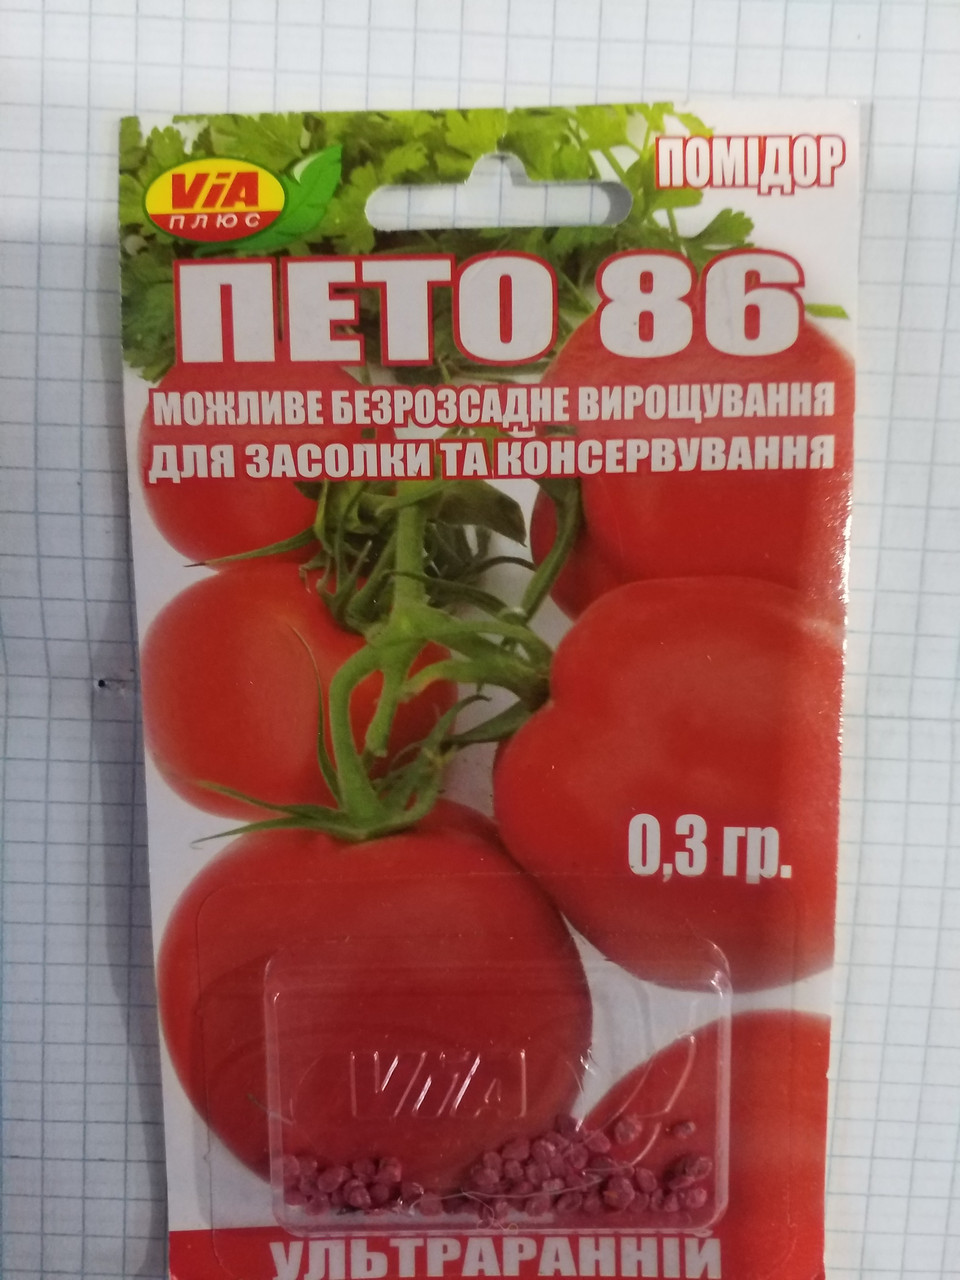 ПОМІДОР
ViA
ПЛЮС
ПЕТО 86
МОЖЛИВЕ БЕЗРОЗСАДНЕ ВИРОЩУВАННЯ
ДЛЯ ЗАСОЛКИ ТА КОНСЕРВУВАННЯ
0,3 гр.
ViA
УЛЬТРАРАННІЙ